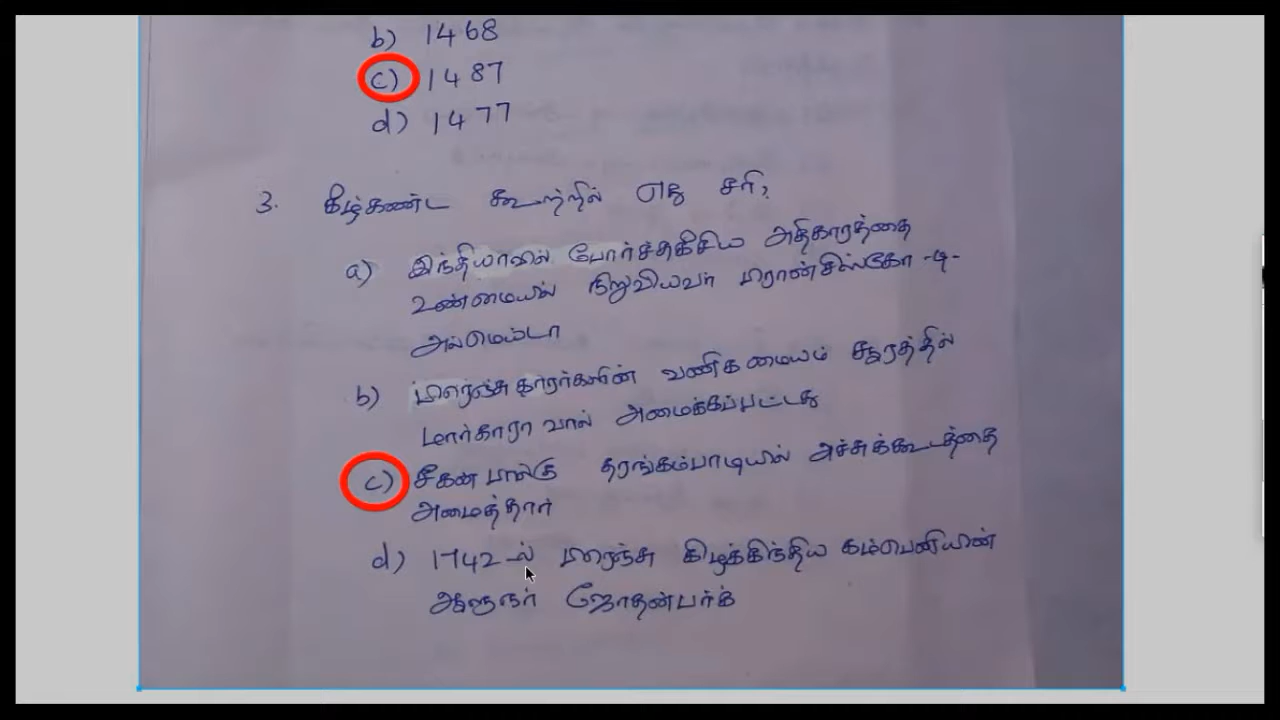 b) 1468
c) 1487
d) 1477
3. கீழ்கண்ட கூற்றில் எது சரி?
a) இந்தியாவில் போர்ச்சுகீசிய அதிகாரத்தை
உண்மையில் நிறுவியவர் பிரான்சிஸ்கோ -டி-
அல்மெய்டா
b) பிரெஞ்சுகாரர்களின் வணிக மையம் சூரத்தில்
மார்காரா வால் அமைக்கப்பட்டது
c) சீகன் பால்கு தரங்கம்பாடியில் அச்சுக்கூடத்தை
அமைத்தார்
d) 1742-ல் பிரெஞ்சு கிழக்கிந்திய கம்பெனியின்
ஆளுநர் ஜோதன்பர்க்